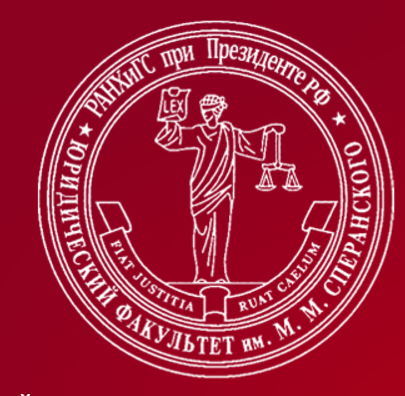 ★ РАНХиГС при Президенте РФ ★
ЮРИДИЧЕСКИЙ ФАКУЛЬТЕТ им. М. М. СПЕРАНСКОГО
LEX
FIAT JUSTITIA
RUAT CAELUM